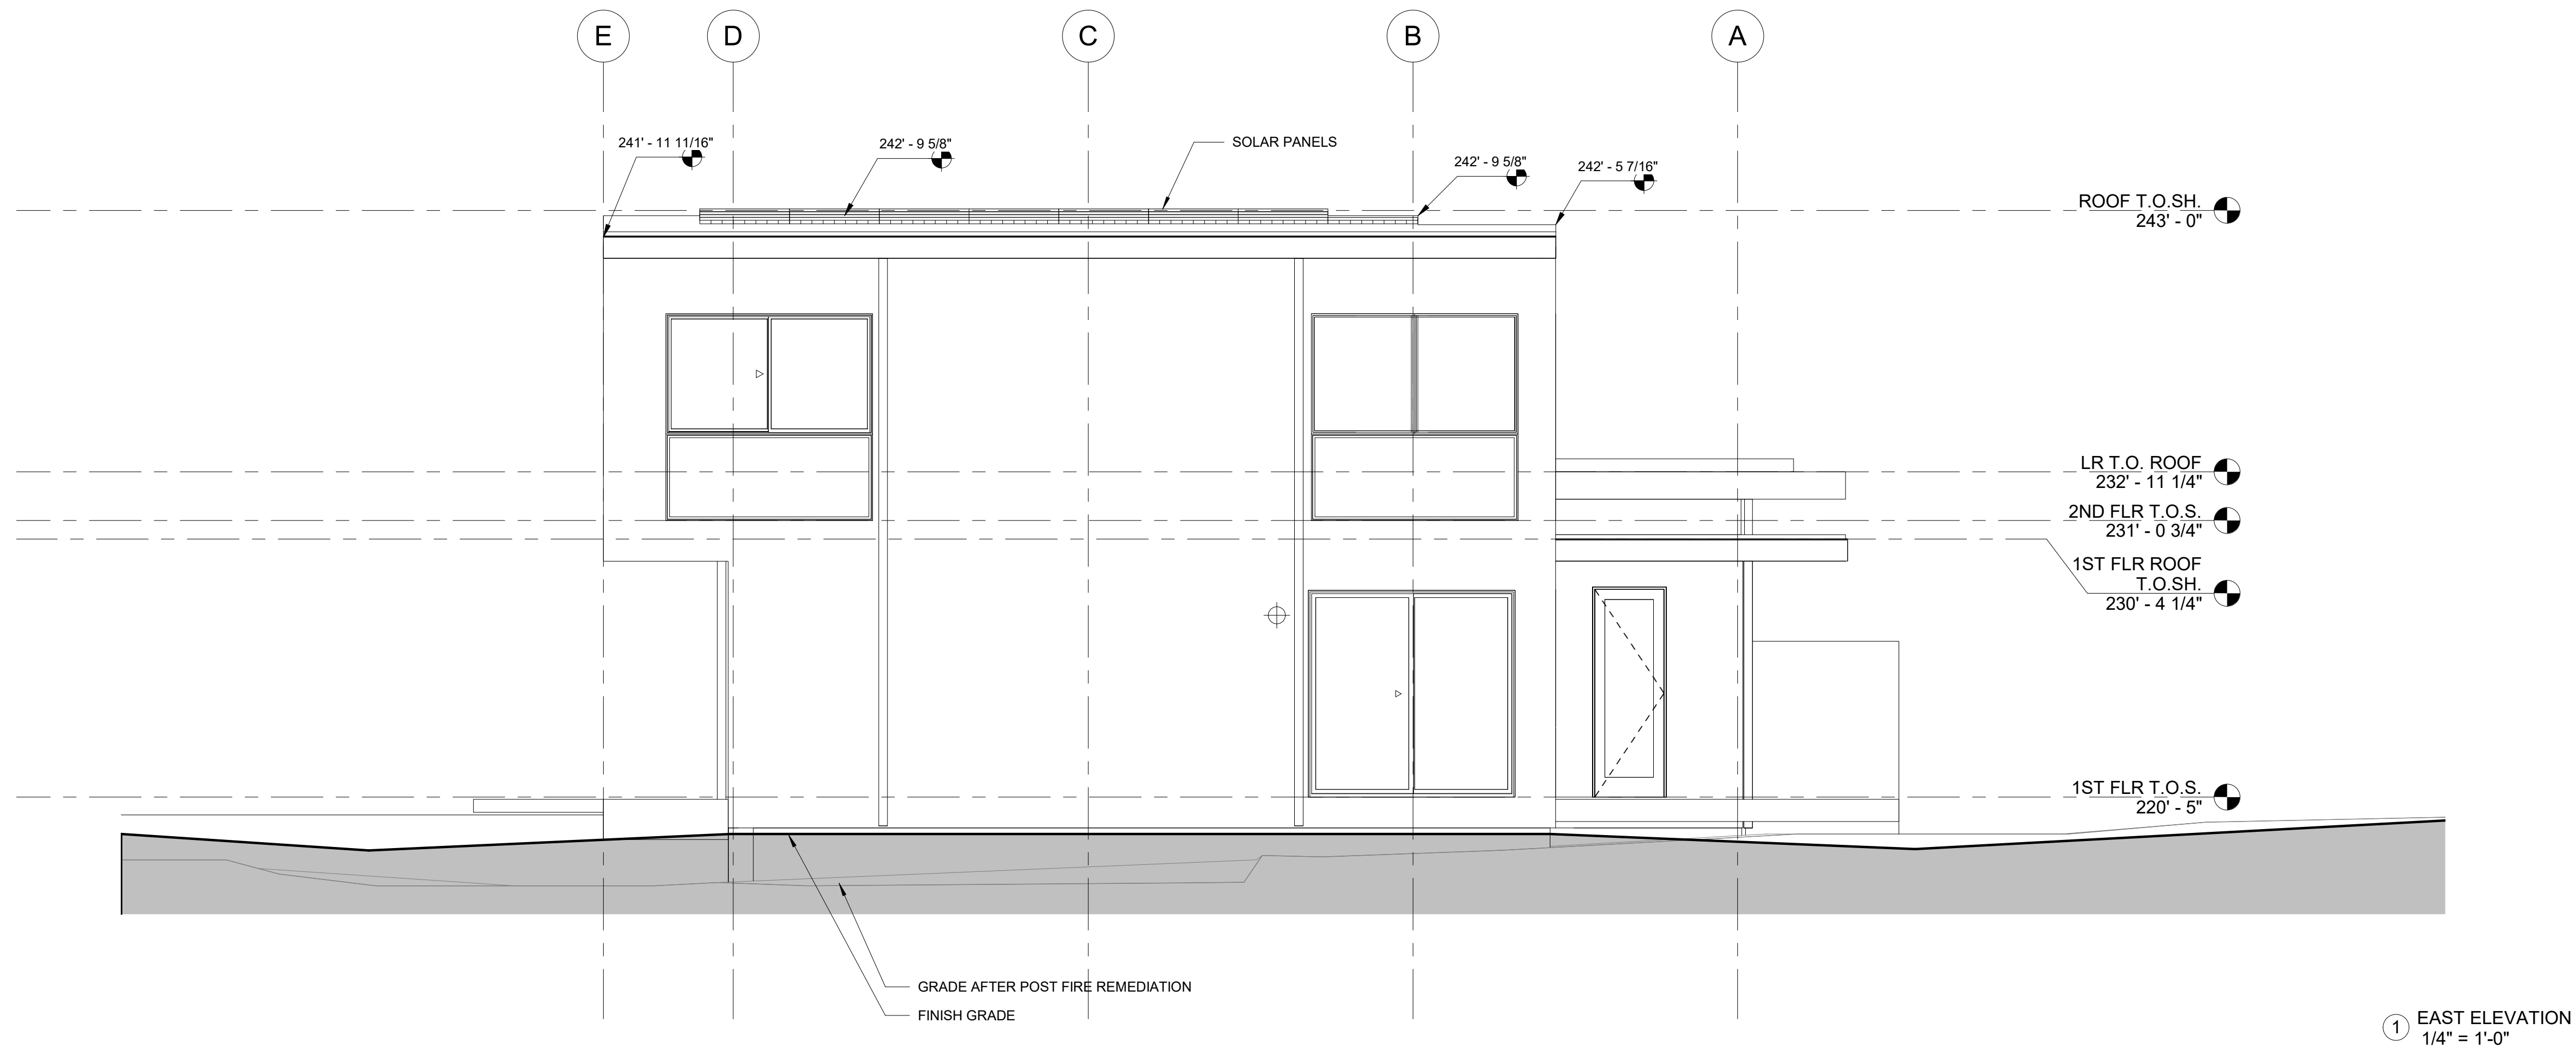 E
D
C
B
A
241' - 11 11/16"
242' - 9 5/8"
SOLAR PANELS
242' - 9 5/8"
242' - 5 7/16"
ROOF T.O.SH.
243' - 0"
LR T.O. ROOF
232' - 11 1/4"
2ND FLR T.O.S.
231' - 0 3/4"
1ST FLR ROOF
T.O.SH.
230' - 4 1/4"
1ST FLR T.O.S.
220' - 5"
GRADE AFTER POST FIRE REMEDIATION
FINISH GRADE
1
EAST ELEVATION
1/4" = 1'-0"